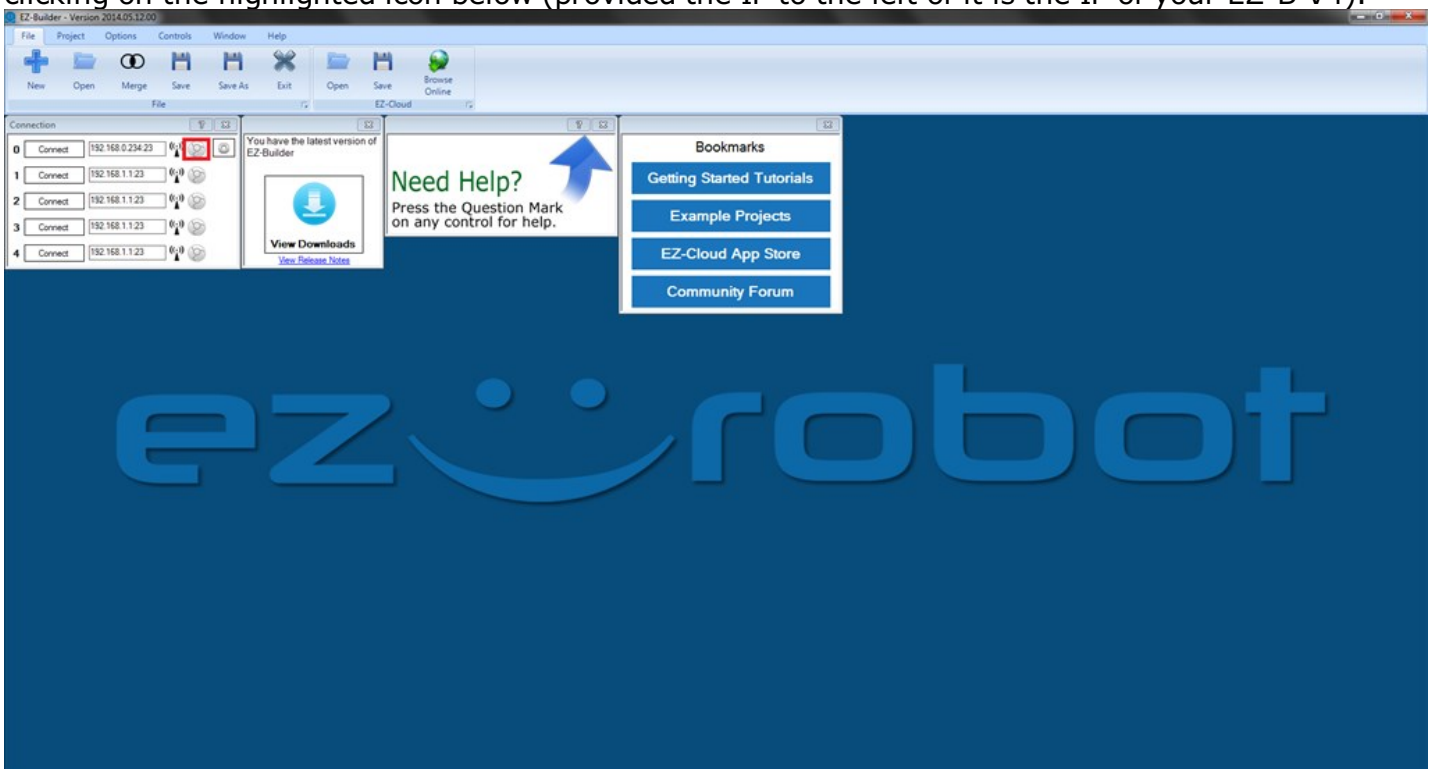 clicking on the highlighted icon below (provided the IP to the left of it is the IP of your EZ-B v4).
EZ-Builder - Version 2014.05.12.00
File Project Options Controls Window Help
New Open Merge Save Save As Exit Open Save Browse Online
File EZ-Cloud
Connection
0 Connect 192.168.0.234:23
1 Connect 192.168.1.1:23
2 Connect 192.168.1.1:23
3 Connect 192.168.1.1:23
4 Connect 192.168.1.1:23
You have the latest version of
EZ-Builder
View Downloads
View Release Notes
Need Help?
Press the Question Mark
on any control for help.
Bookmarks
Getting Started Tutorials
Example Projects
EZ-Cloud App Store
Community Forum
ez robot